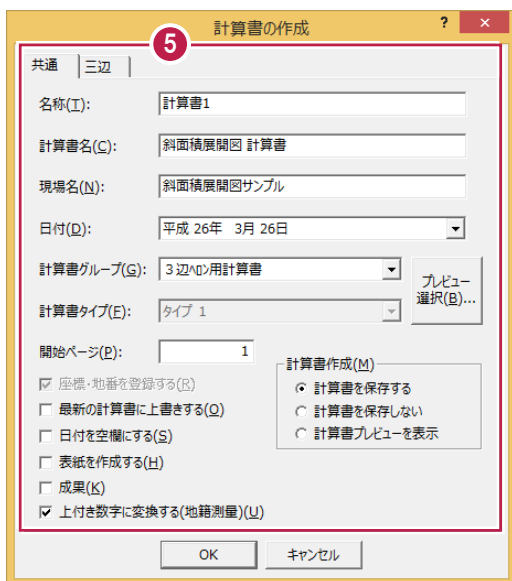 計算書の作成
? ×
5
共通 三辺
名称(T): 計算書1
計算書名(C): 斜面積展開図 計算書
現場名(N): 斜面積展開図サンプル
日付(D): 平成 26年 3月 26日
計算書グループ(G): 3辺ヘロン用計算書
プレビュー
選択(B)...
計算書タイプ(F): タイプ 1
開始ページ(P): 1
計算書作成(M)
座標・地番を登録する(R)
計算書を保存する
最新の計算書に上書きする(O)
計算書を保存しない
日付を空欄にする(S)
計算書プレビューを表示
表紙を作成する(H)
成果(K)
上付き数字に変換する(地籍測量)(U)
OK キャンセル